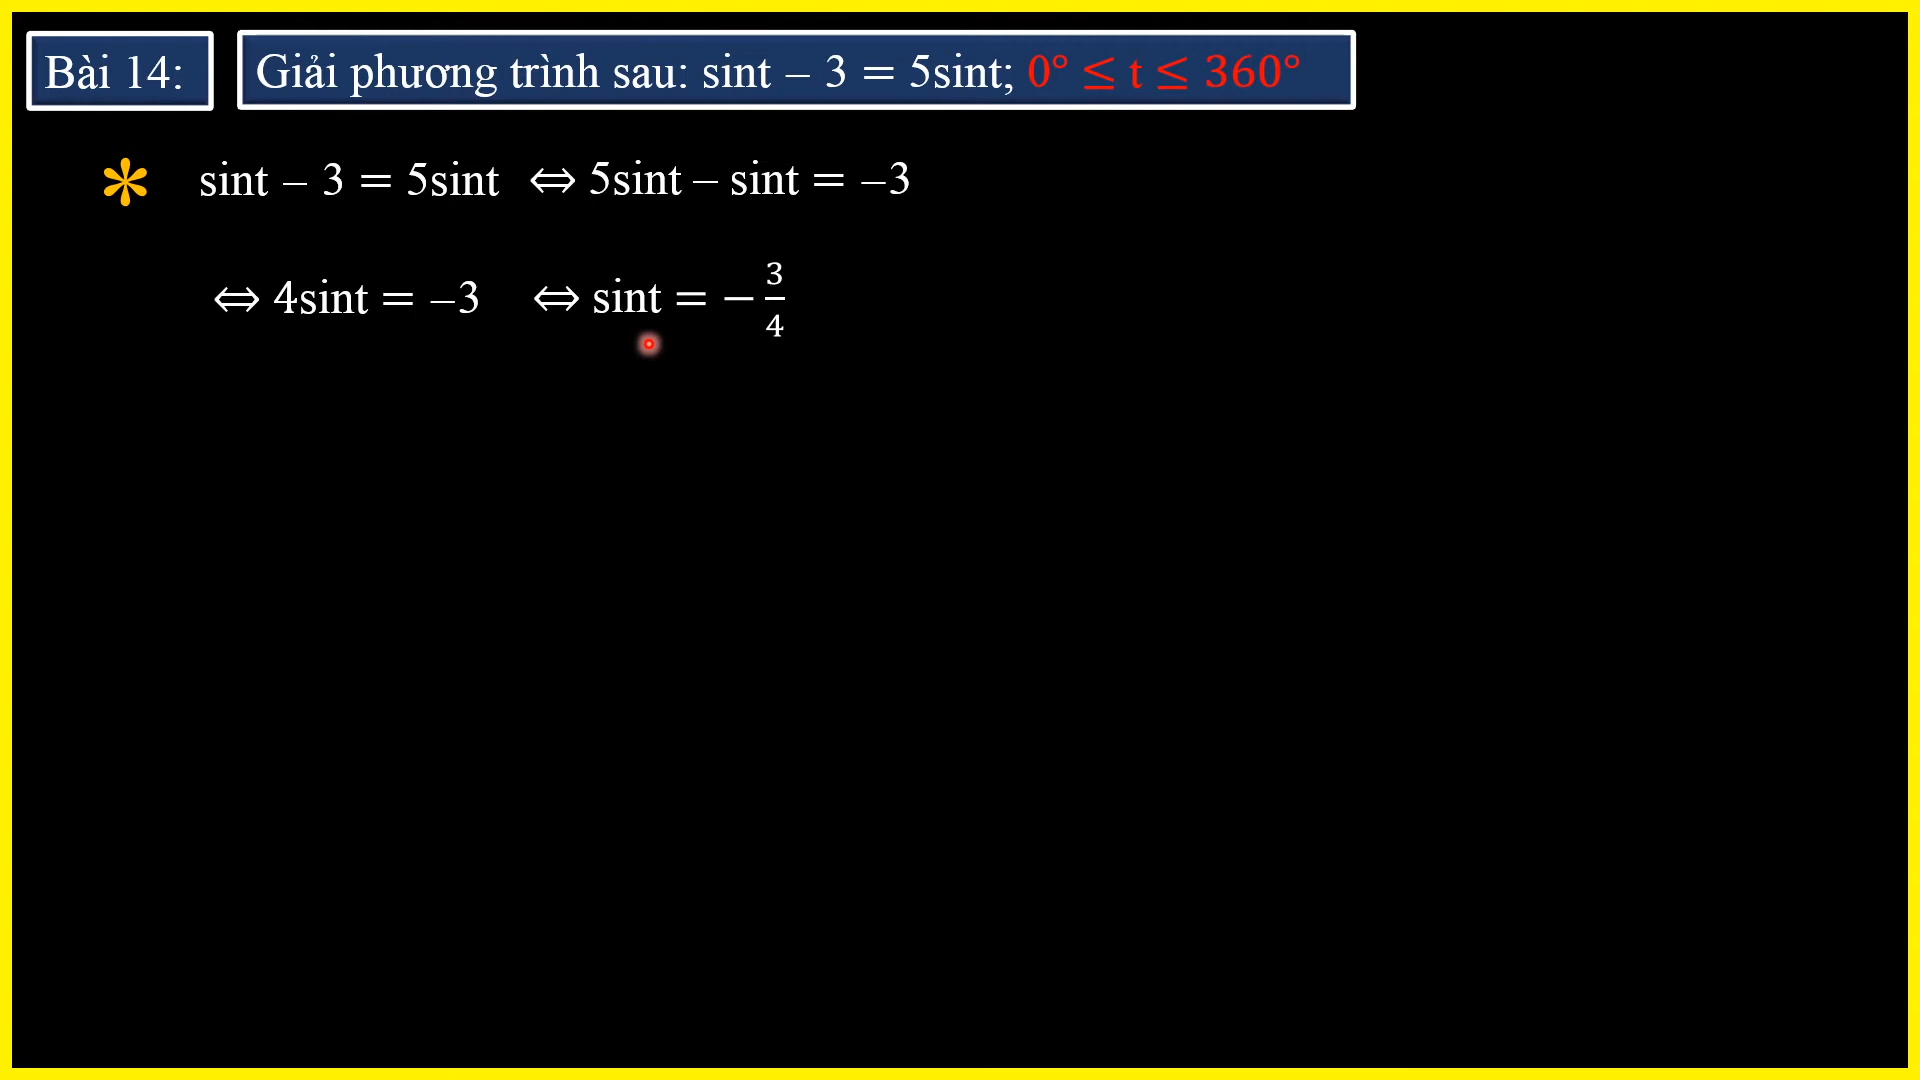 Bài 14: Giải phương trình sau: sint – 3 = 5sint; 0° ≤ t ≤ 360°
* sint – 3 = 5sint ⇔ 5sint – sint = –3
⇔ 4sint = –3 ⇔ sint = −3/4